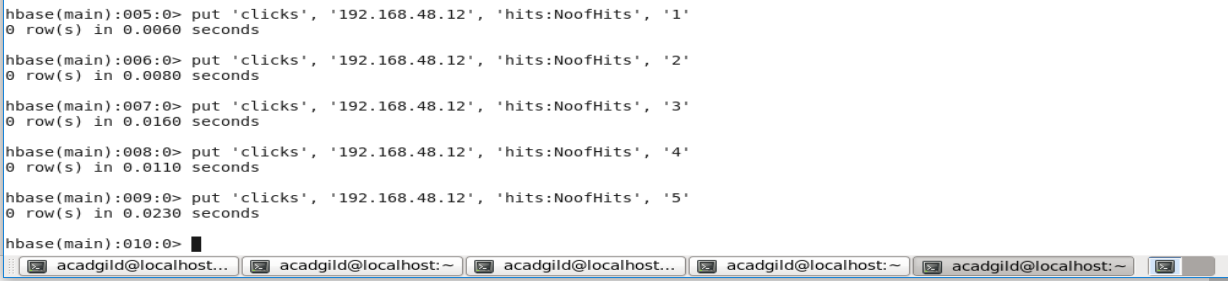 hbase(main):005:0> put 'clicks', '192.168.48.12', 'hits:NoofHits', '1'
0 row(s) in 0.0060 seconds
hbase(main):006:0> put 'clicks', '192.168.48.12', 'hits:NoofHits', '2'
0 row(s) in 0.0080 seconds
hbase(main):007:0> put 'clicks', '192.168.48.12', 'hits:NoofHits', '3'
0 row(s) in 0.0160 seconds
hbase(main):008:0> put 'clicks', '192.168.48.12', 'hits:NoofHits', '4'
0 row(s) in 0.0110 seconds
hbase(main):009:0> put 'clicks', '192.168.48.12', 'hits:NoofHits', '5'
0 row(s) in 0.0230 seconds
hbase(main):010:0>
acadgild@localhost... acadgild@localhost:~ acadgild@localhost... acadgild@localhost:~ acadgild@localhost:~